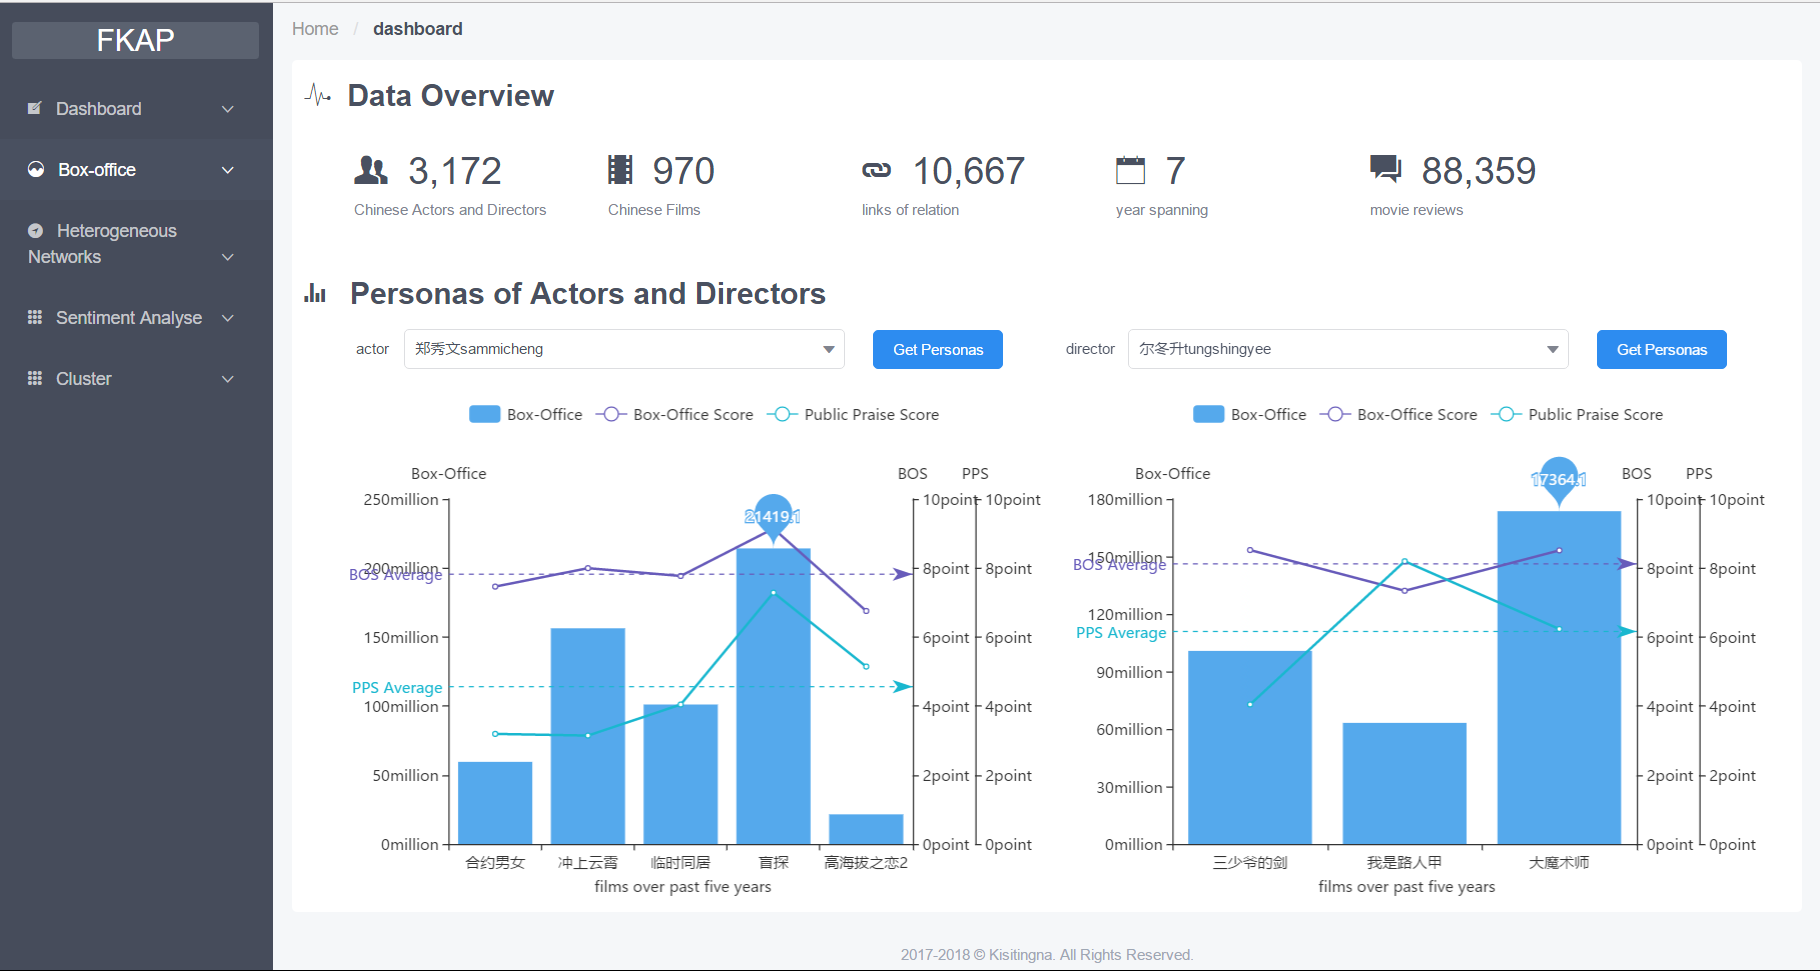 FKAP
Dashboard
Box-office
Heterogeneous
Networks
Sentiment Analyse
Cluster
Home / dashboard
Data Overview
3,172
Chinese Actors and Directors
970
Chinese Films
10,667
links of relation
7
year spanning
88,359
movie reviews
Personas of Actors and Directors
actor
郑秀文sammicheng
Get Personas
director
尔冬升tungshingyee
Get Personas
Box-Office Box-Office Score Public Praise Score
Box-Office
BOS
PPS
250million
200million
150million
100million
50million
0million
BOS Average
PPS Average
21419.1
10point
8point
6point
4point
2point
0point
10point
8point
6point
4point
2point
0point
合约男女 冲上云霄 临时同居 盲探 高海拔之恋2
films over past five years
Box-Office Box-Office Score Public Praise Score
Box-Office
BOS
PPS
180million
150million
120million
90million
60million
30million
0million
BOS Average
PPS Average
17364.1
10point
8point
6point
4point
2point
0point
10point
8point
6point
4point
2point
0point
三少爷的剑 我是路人甲 大魔术师
films over past five years
2017-2018 © Kisitingna. All Rights Reserved.